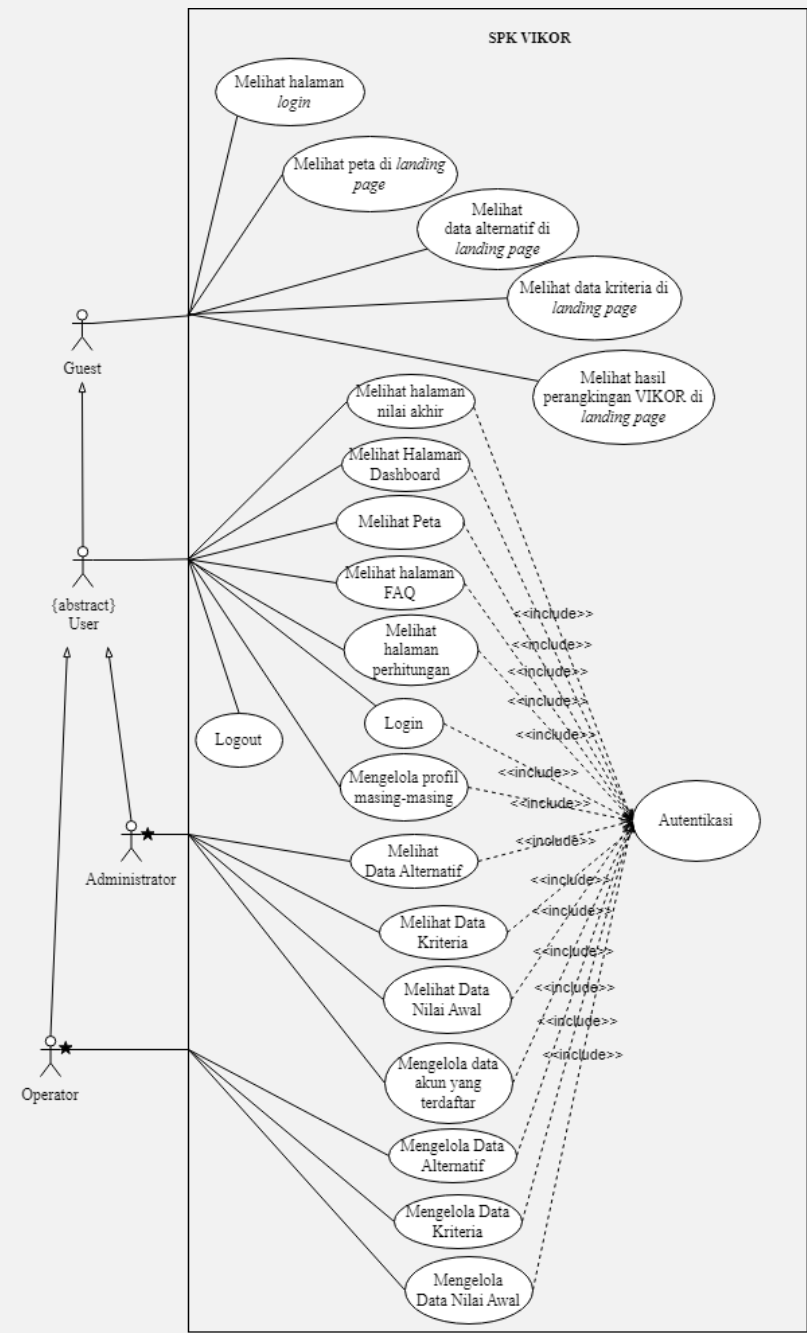 SPK VIKOR
Melihat halaman
login
Melihat peta di landing
page
Melihat
data alternatif di
landing page
Melihat data kriteria di
landing page
Guest
Melihat hasil
perangkingan VIKOR di
landing page
Melihat halaman
nilai akhir
Melihat Halaman
Dashboard
Melihat Peta
Melihat halaman
FAQ
{abstract}
User
Melihat
halaman
perhitungan
Login
Logout
Mengelola profil
masing-masing
<<include>>
<<include>>
<<include>>
<<include>>
<<include>>
<<include>>
<<include>>
<<include>>
<<include>>
<<include>>
<<include>>
<<include>>
<<include>>
<<include>>
Autentikasi
Administrator
Melihat
Data Alternatif
Melihat Data
Kriteria
Melihat Data
Nilai Awal
Operator
Mengelola data
akun yang
terdaftar
Mengelola Data
Alternatif
Mengelola Data
Kriteria
Mengelola
Data Nilai Awal